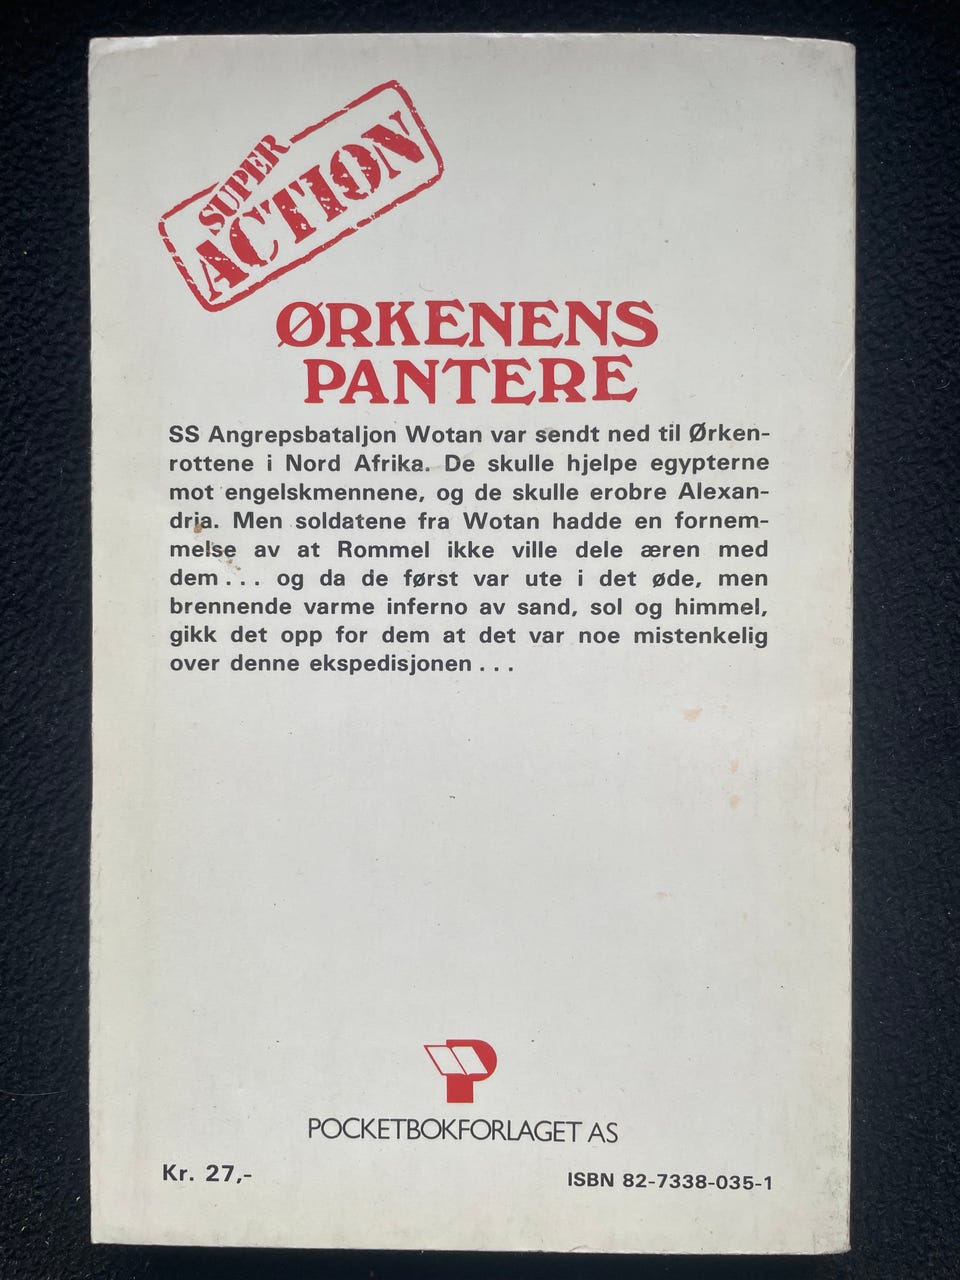 SUPER
ACTION
ØRKENENS
PANTERE
SS Angrepsbataljon Wotan var sendt ned til Ørken-
rottene i Nord Afrika. De skulle hjelpe egypterne
mot engelskmennene, og de skulle erobre Alexan-
dria. Men soldatene fra Wotan hadde en fornem-
melse av at Rommel ikke ville dele æren med
dem . . . og da de først var ute i det øde, men
brennende varme inferno av sand, sol og himmel,
gikk det opp for dem at det var noe mistenkelig
over denne ekspedisjonen . . .
P
POCKETBOKFORLAGET AS
Kr. 27,-
ISBN 82-7338-035-1